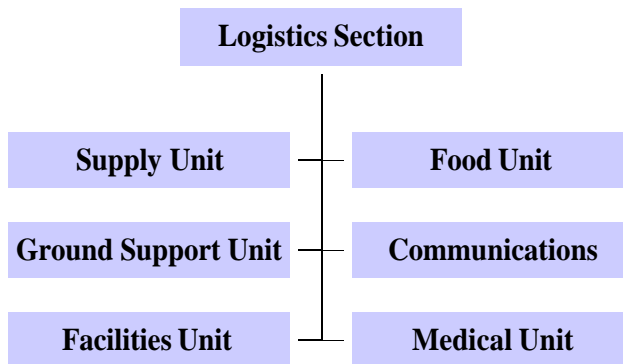 Logistics Section
Supply Unit
Food Unit
Ground Support Unit
Communications
Facilities Unit
Medical Unit